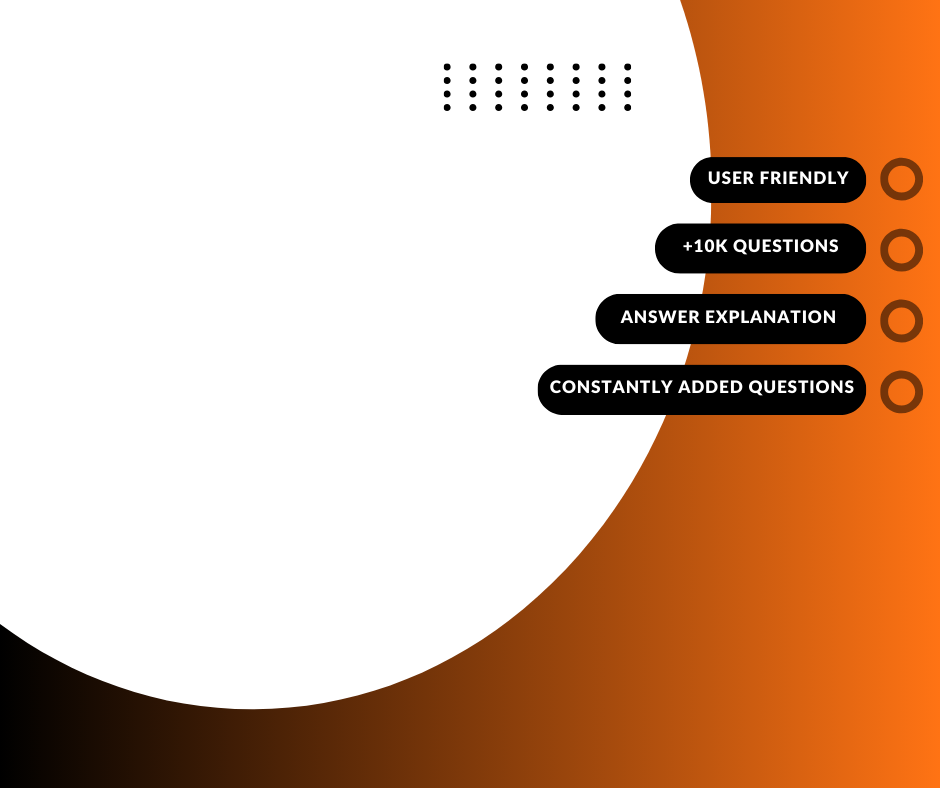 USER FRIENDLY
+10K QUESTIONS
ANSWER EXPLANATION
CONSTANTLY ADDED QUESTIONS